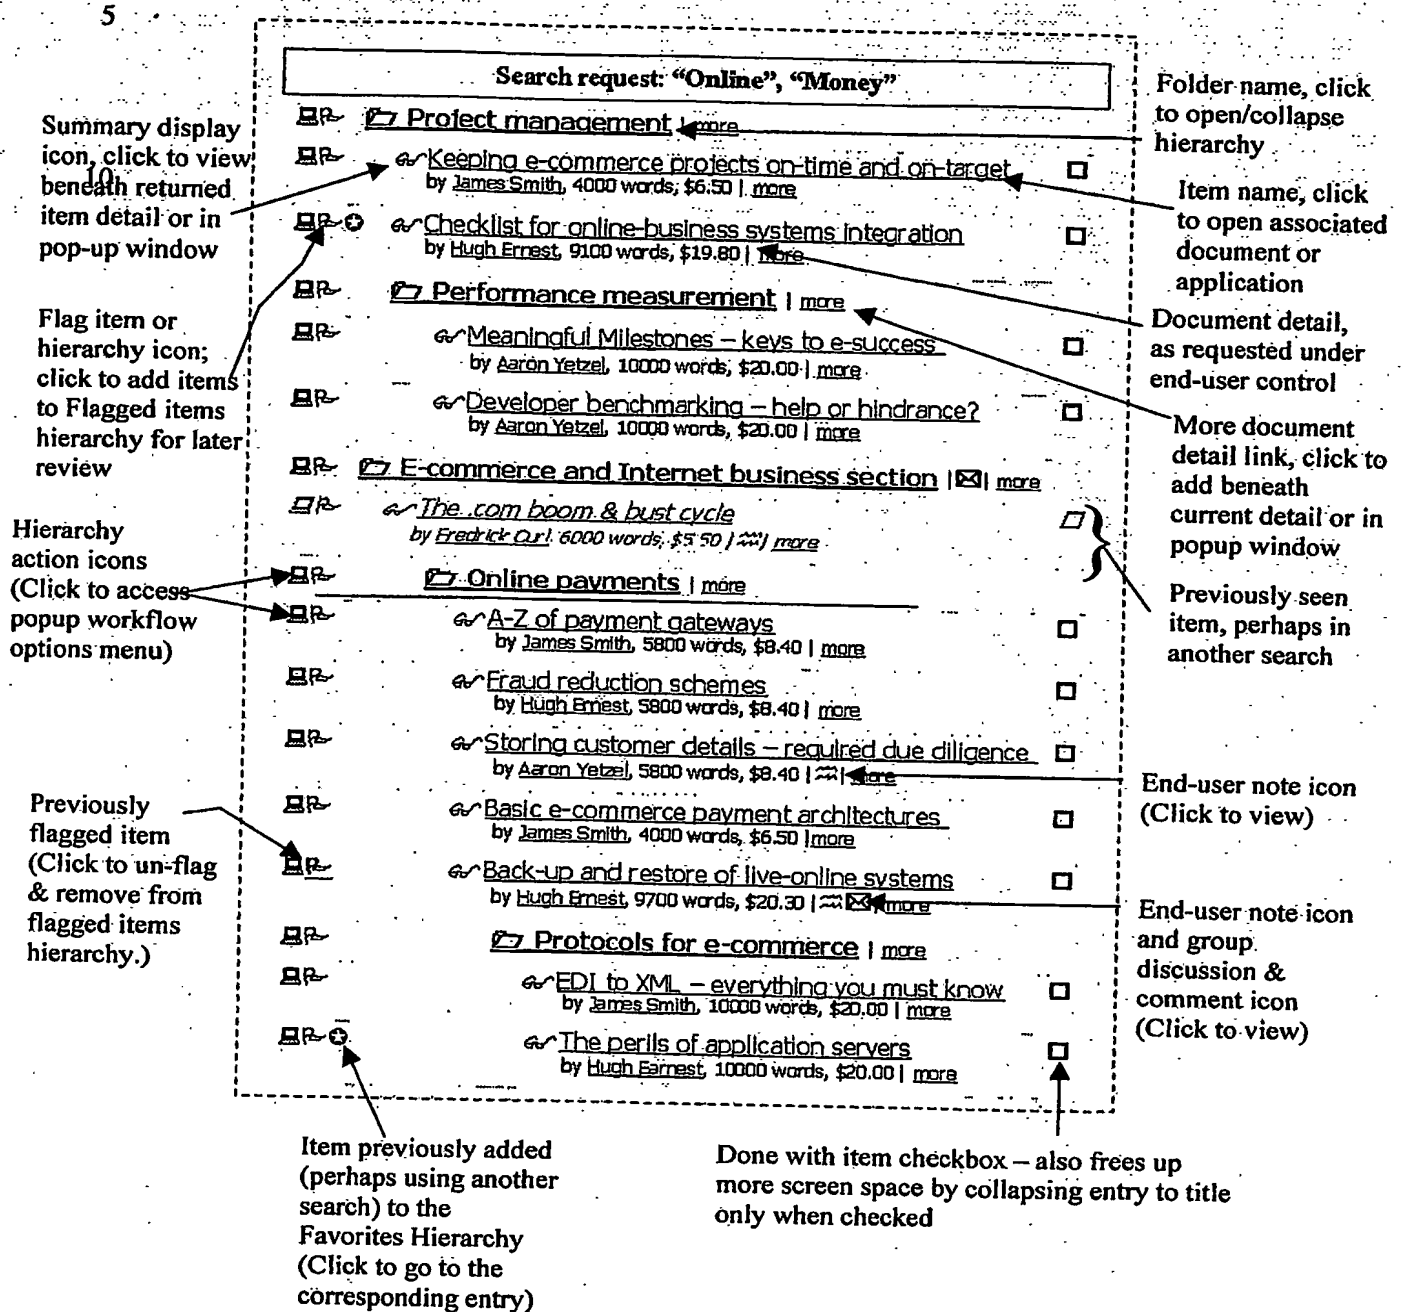 5
Search request: “Online”, “Money”
Project management | more
Keeping e-commerce projects on-time and on-target
by James Smith, 4000 words, $6.50 | more
Checklist for online-business systems integration
by Hugh Ernest, 9100 words, $19.80 | more
Performance measurement | more
Meaningful Milestones – keys to e-success
by Aaron Yetzel, 10000 words, $20.00 | more
Developer benchmarking – help or hindrance?
by Aaron Yetzel, 10000 words, $20.00 | more
E-commerce and Internet business section | | more
The .com boom & bust cycle
by Fredrick Curl. 6000 words, $5.50 | | more
Online payments | more
A-Z of payment gateways
by James Smith, 5800 words, $8.40 | more
Fraud reduction schemes
by Hugh Ernest, 5800 words, $8.40 | more
Storing customer details – required due diligence
by Aaron Yetzel, 5800 words, $8.40 | | more
Basic e-commerce payment architectures
by James Smith, 4000 words, $6.50 | more
Back-up and restore of live-online systems
by Hugh Ernest, 9700 words, $20.30 | | more
Protocols for e-commerce | more
EDI to XML – everything you must know
by James Smith, 10000 words, $20.00 | more
The perils of application servers
by Hugh Earnest, 10000 words, $20.00 | more
Summary display
icon, click to view
10
beneath returned
item detail or in
pop-up window
Flag item or
hierarchy icon;
click to add items
to Flagged items
hierarchy for later
review
Hierarchy
action icons
(Click to access
popup workflow
options menu)
Previously
flagged item
(Click to un-flag
& remove from
flagged items
hierarchy.)
Folder name, click
to open/collapse
hierarchy
Item name, click
to open associated
document or
application
Document detail,
as requested under
end-user control
More document
detail link, click to
add beneath
current detail or in
popup window
Previously seen
item, perhaps in
another search
End-user note icon
(Click to view)
End-user note icon
and group
discussion &
comment icon
(Click to view)
Item previously added
(perhaps using another
search) to the
Favorites Hierarchy
(Click to go to the
corresponding entry)
Done with item checkbox – also frees up
more screen space by collapsing entry to title
only when checked